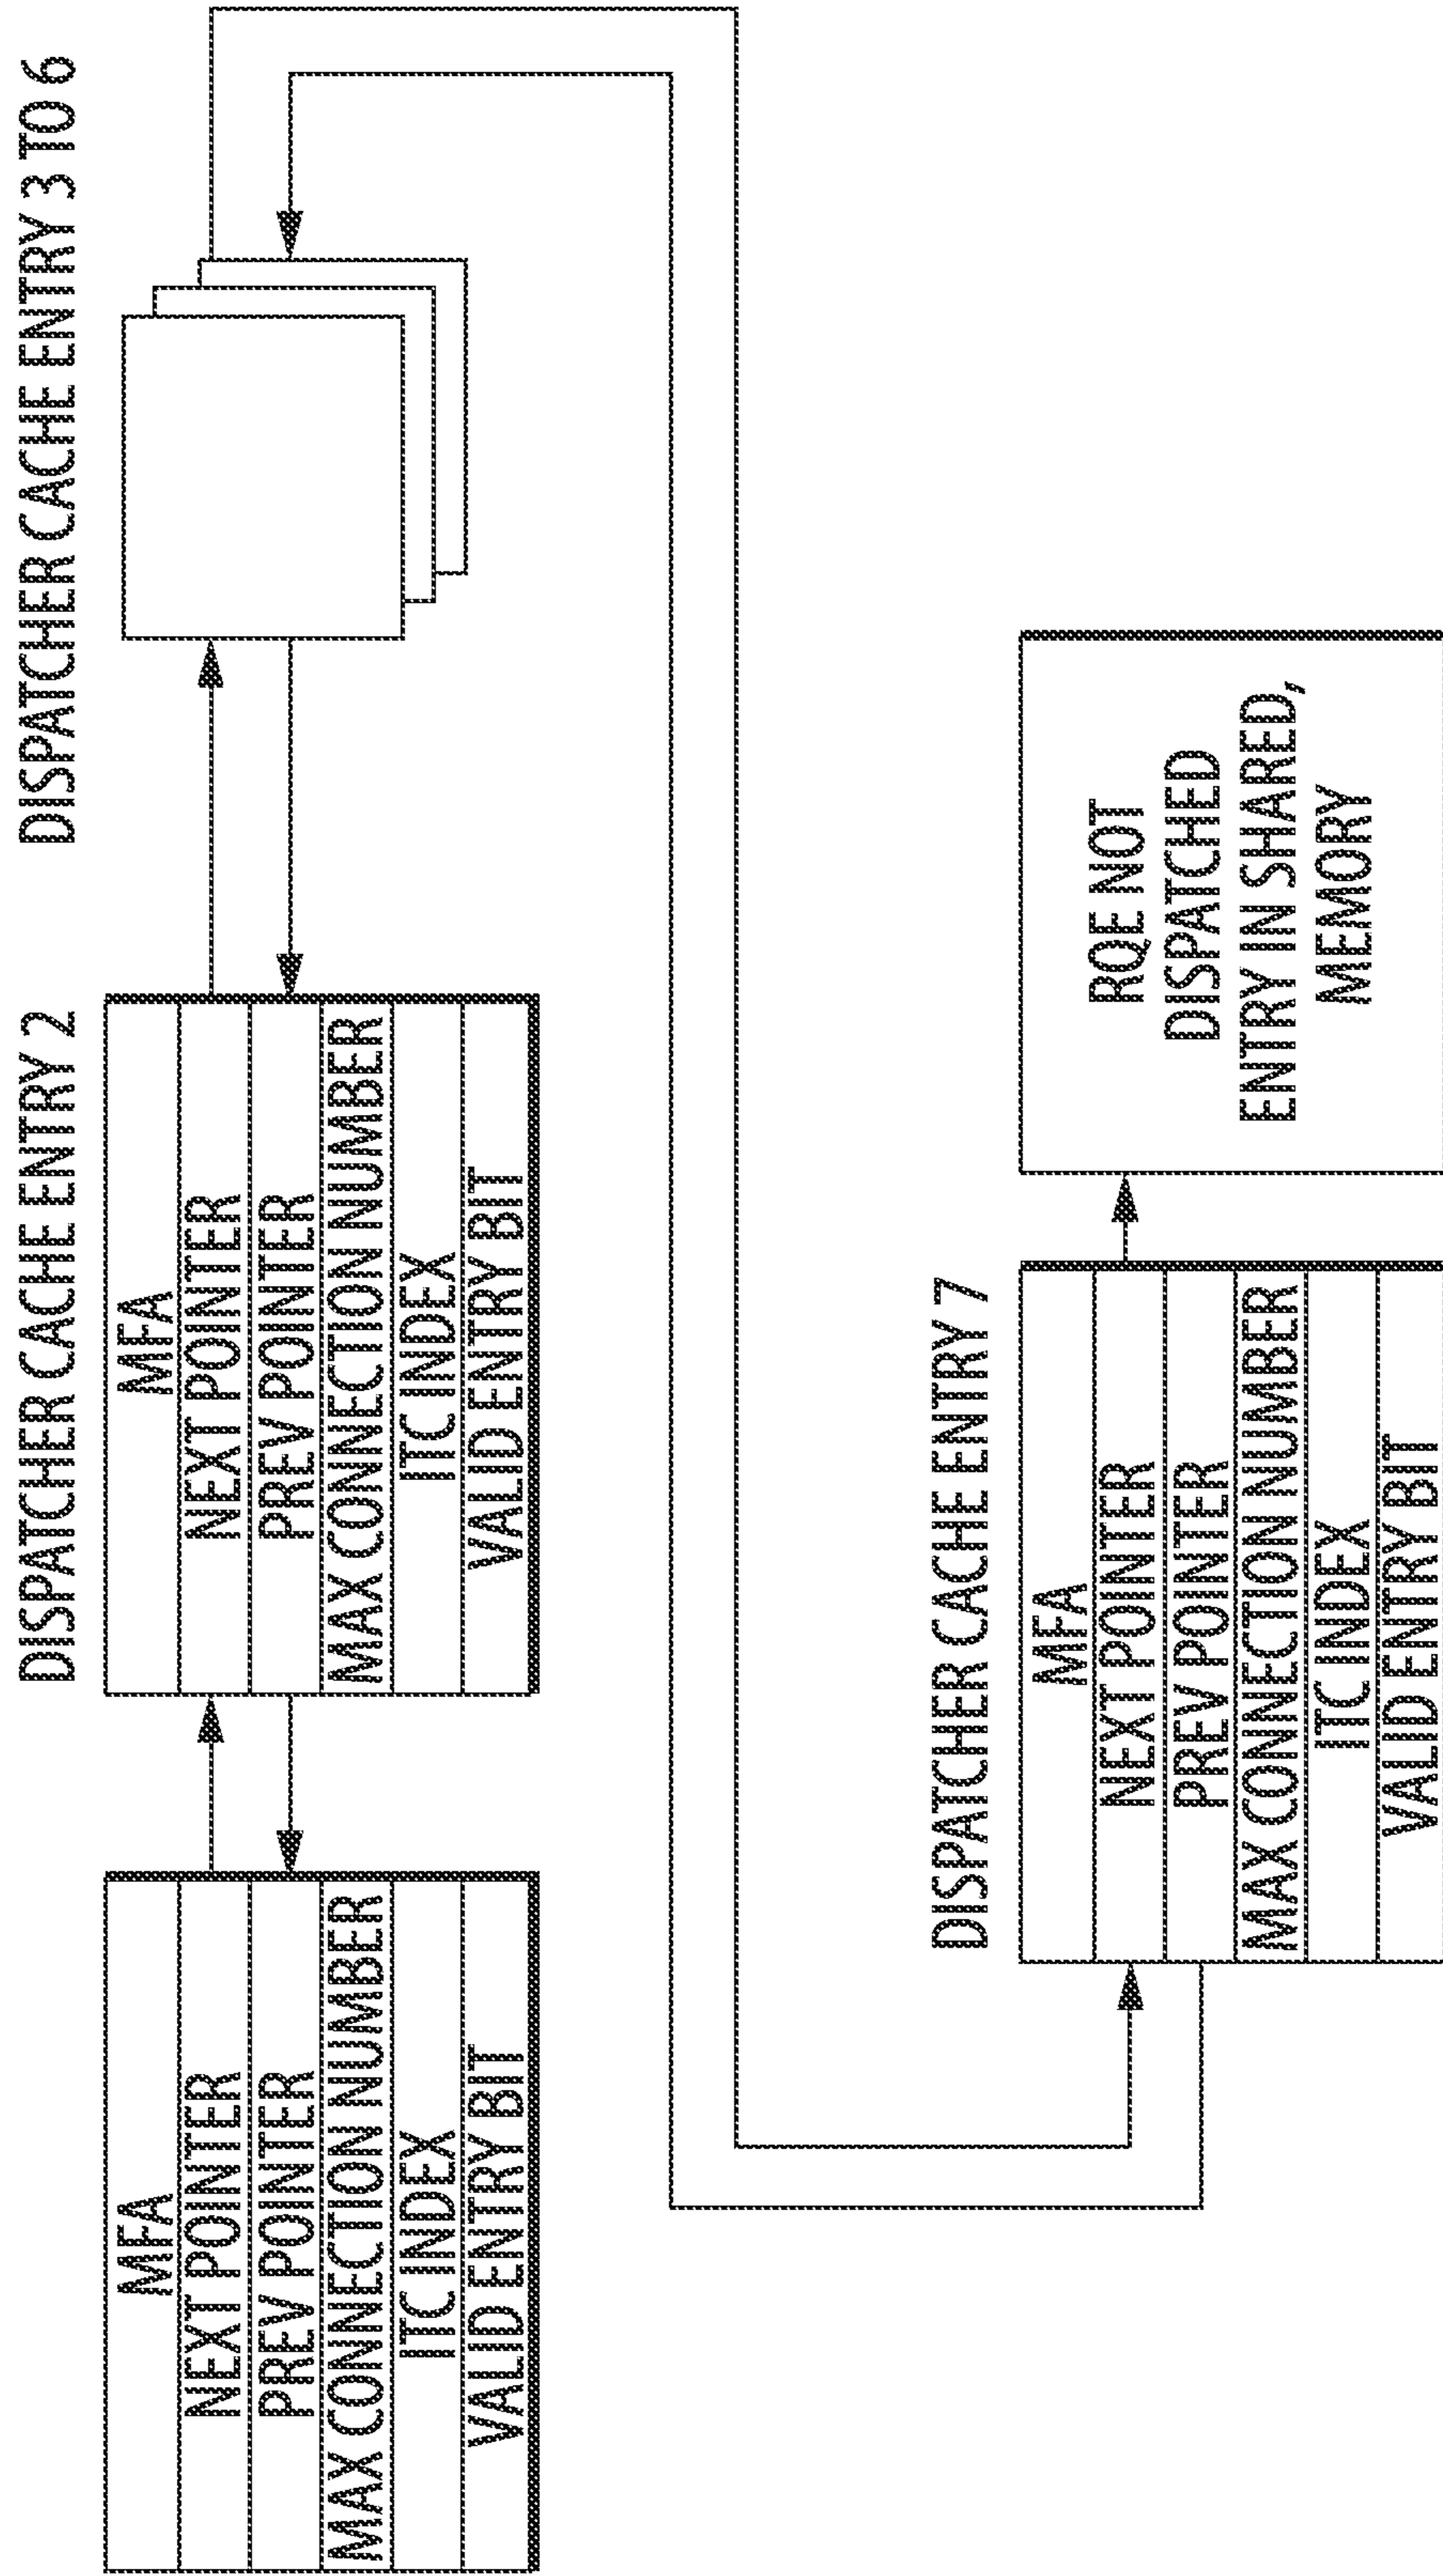 MFA
NEXT POINTER
PREV POINTER
MAX CONNECTION NUMBER
ITC INDEX
VALID ENTRY BIT
DISPATCHER CACHE ENTRY 2
MFA
NEXT POINTER
PREV POINTER
MAX CONNECTION NUMBER
ITC INDEX
VALID ENTRY BIT
DISPATCHER CACHE ENTRY 3 TO 6
DISPATCHER CACHE ENTRY 7
MFA
NEXT POINTER
PREV POINTER
MAX CONNECTION NUMBER
ITC INDEX
VALID ENTRY BIT
RQE NOT
DISPATCHED
ENTRY IN SHARED,
MEMORY